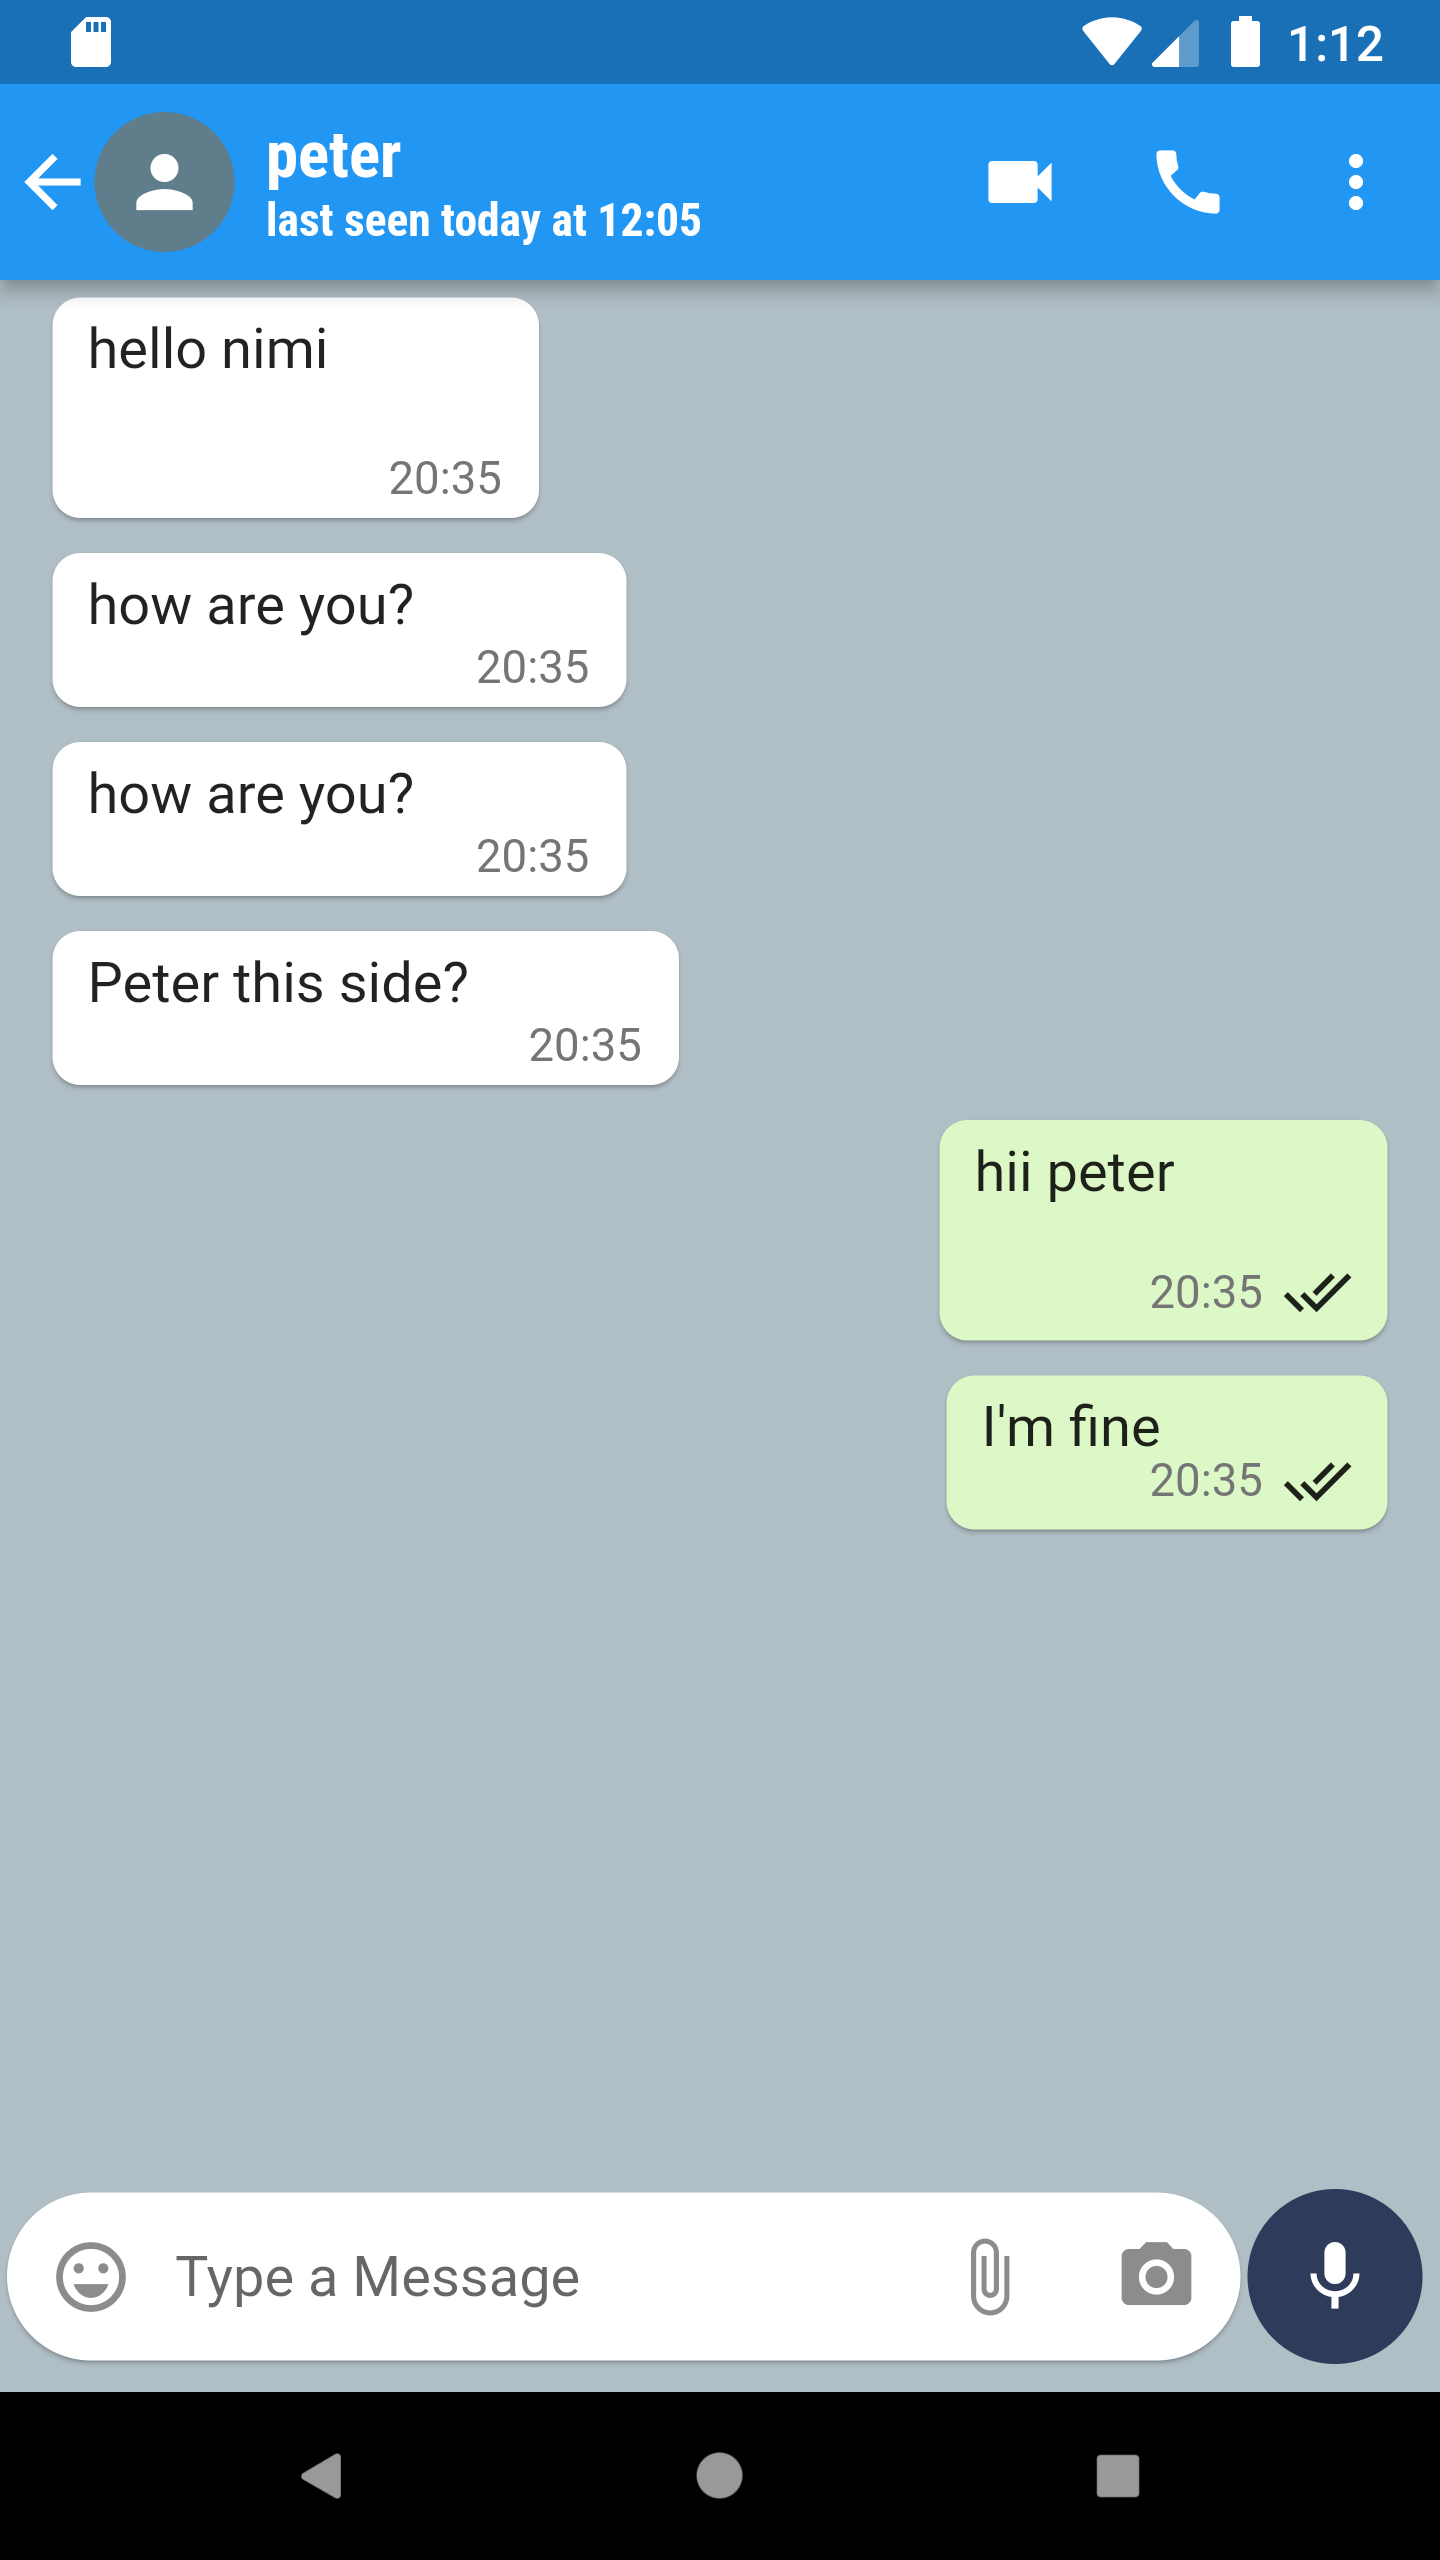 1:12
peter
last seen today at 12:05
hello nimi
20:35
how are you?
20:35
how are you?
20:35
Peter this side?
20:35
hii peter
20:35
I'm fine
20:35
Type a Message